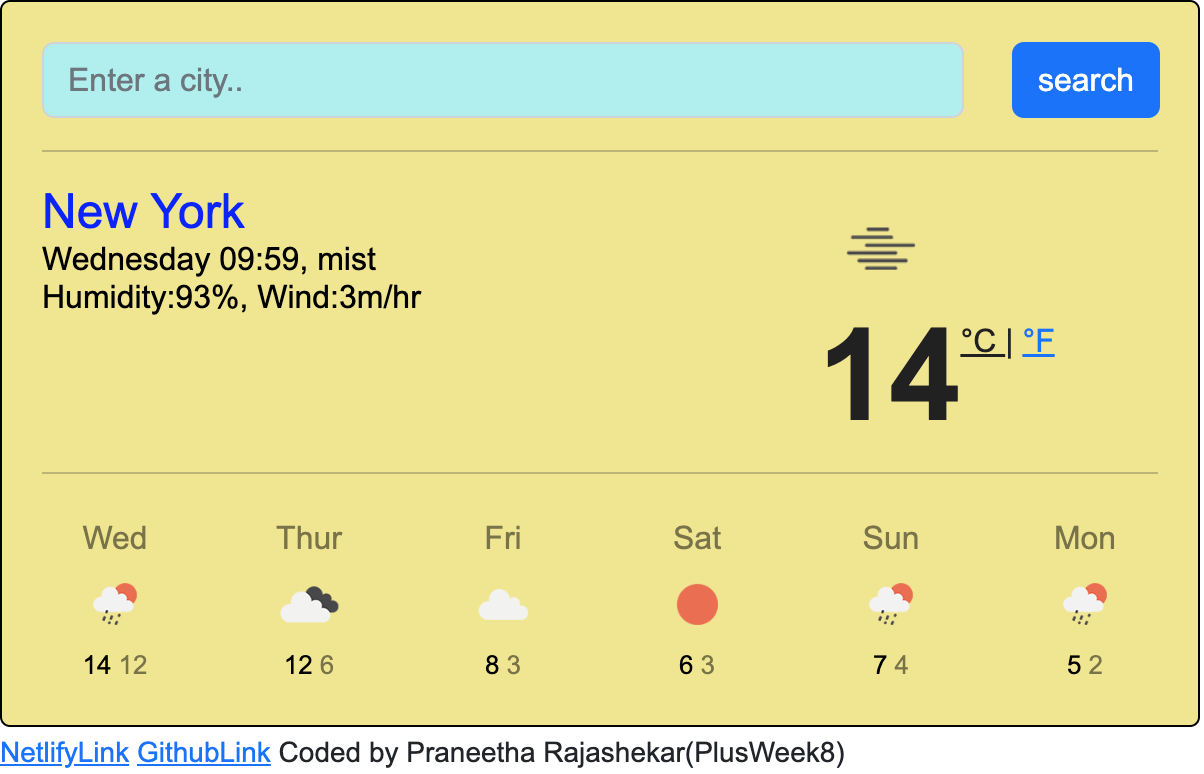 Enter a city..
search
New York
Wednesday 09:59, mist
Humidity:93%, Wind:3m/hr
14 °C | °F
Wed Thur Fri Sat Sun Mon
14 12 12 6 8 3 6 3 7 4 5 2
NetlifyLink GithubLink Coded by Praneetha Rajashekar(PlusWeek8)